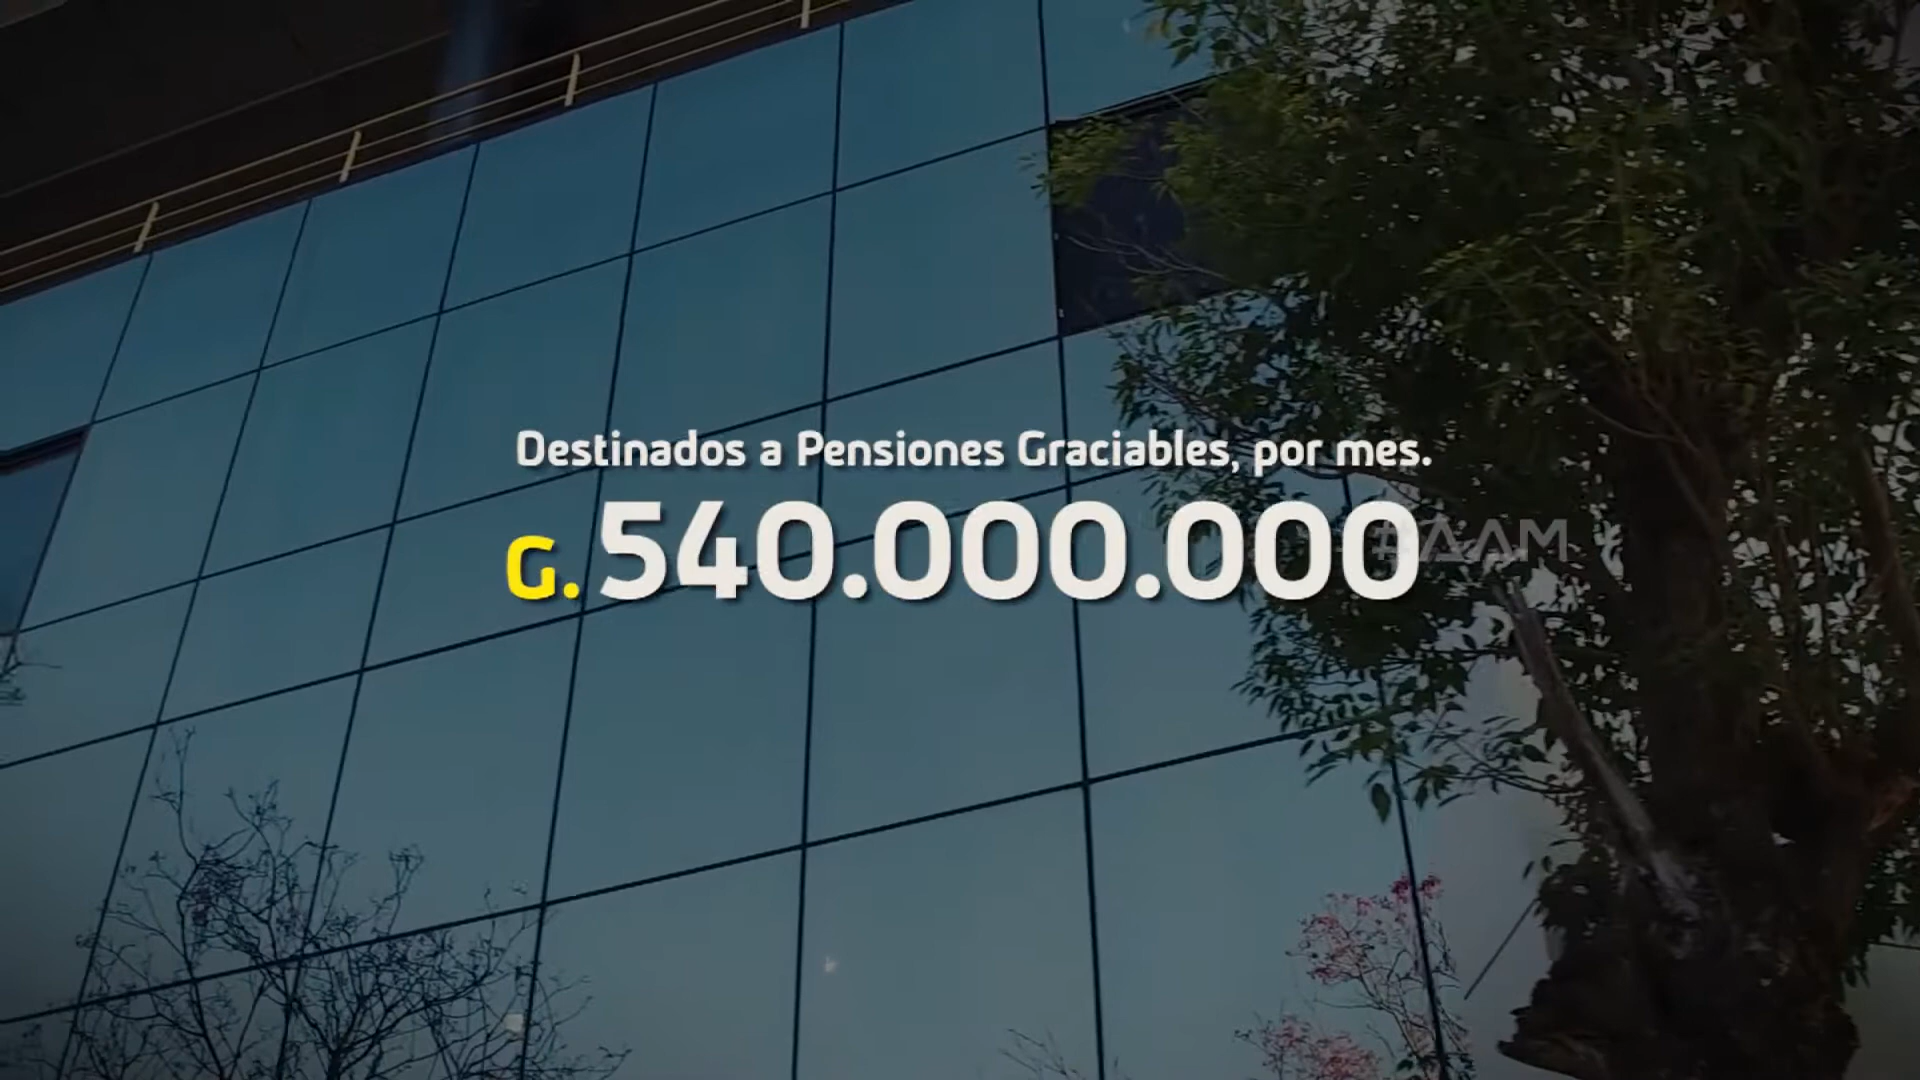 Destinados a Pensiones Graciables, por mes.
G. 540.000.000